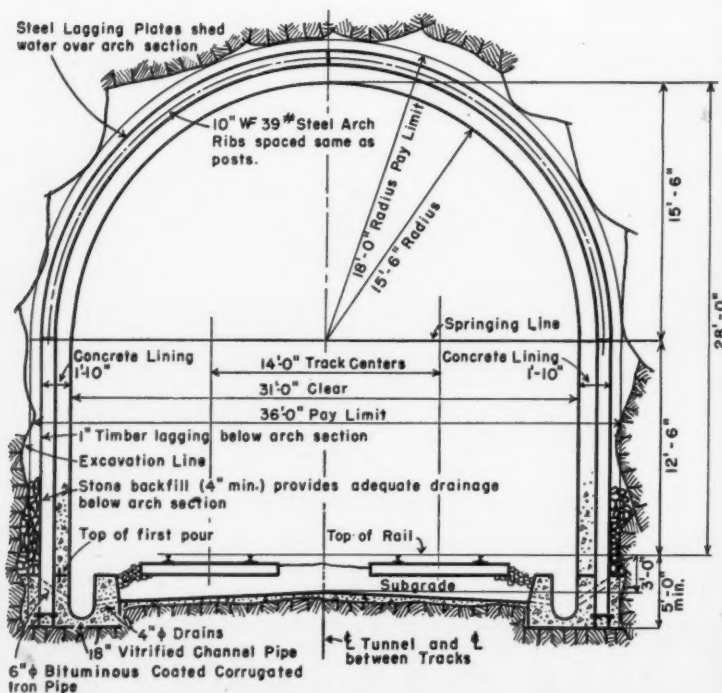 Steel Lagging Plates shed
water over arch section
10" WF 39# Steel Arch
Ribs spaced same as
posts.
18'-0" Radius Pay Limit
15'-6" Radius
15'-6"
28'-0"
Springing Line
Concrete Lining
1'-10"
14'-0" Track Centers
Concrete Lining
1'-10"
31'-0" Clear
36'-0" Pay Limit
12'-6"
1" Timber lagging below arch section
Excavation Line
Stone backfill (4" min.) provides adequate drainage
below arch section
Top of first pour
Top of Rail
Subgrade
3'-0"
5'-0"
min.
4" ϕ Drains
18" Vitrified Channel Pipe
6" ϕ Bituminous Coated Corrugated
Iron Pipe
℄ Tunnel and ℄
between Tracks